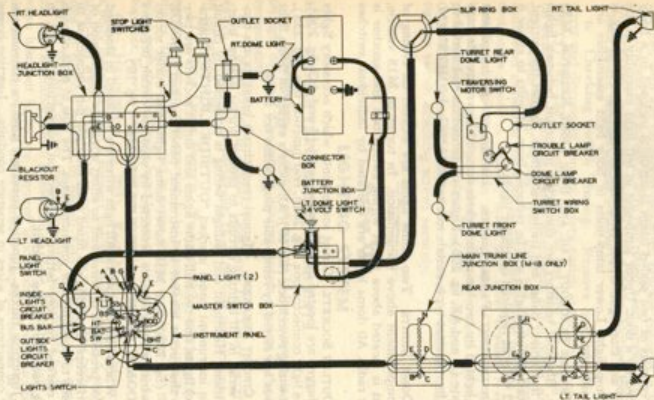 RT. HEADLIGHT
STOP LIGHT
SWITCHES
OUTLET SOCKET
RT. DOME LIGHT
SLIP RING BOX
RT. TAIL LIGHT
HEADLIGHT
JUNCTION BOX
BATTERY
TURRET REAR
DOME LIGHT
TRAVERSING
MOTOR SWITCH
OUTLET SOCKET
TROUBLE LAMP
CIRCUIT BREAKER
DOME LAMP
CIRCUIT BREAKER
BLACKOUT
RESISTOR
CONNECTOR
BOX
BATTERY
JUNCTION BOX
TURRET WIRING
SWITCH BOX
LT. HEADLIGHT
LT. DOME LIGHT
24 VOLT SWITCH
TURRET FRONT
DOME LIGHT
PANEL
LIGHT
SWITCH
PANEL LIGHT (2)
MASTER SWITCH BOX
MAIN TRUNK LINE
JUNCTION BOX (M-18 ONLY)
REAR JUNCTION BOX
INSIDE
LIGHTS
CIRCUIT
BREAKER
BUS BAR
OUTSIDE
LIGHTS
CIRCUIT
BREAKER
HT
BAT
SW
BHT
INSTRUMENT PANEL
LIGHTS SWITCH
LT. TAIL LIGHT